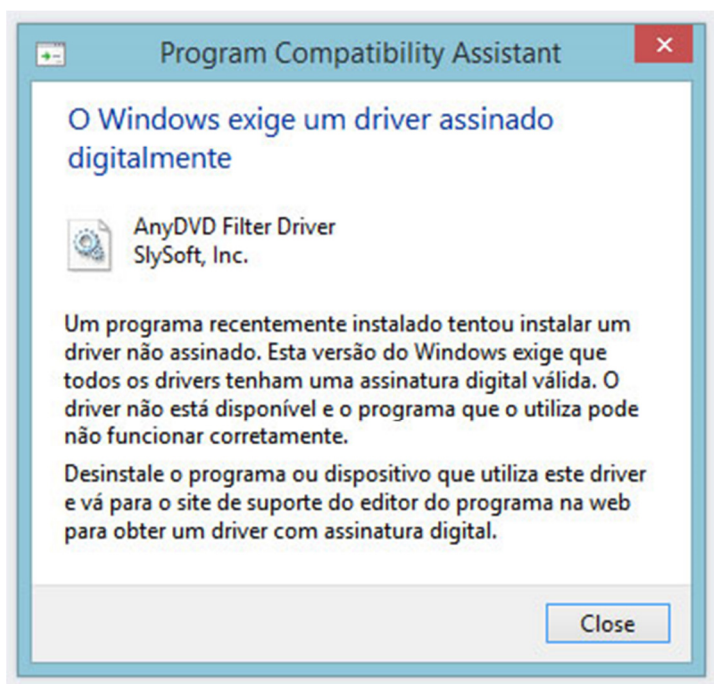 Program Compatibility Assistant
O Windows exige um driver assinado
digitalmente
AnyDVD Filter Driver
SlySoft, Inc.
Um programa recentemente instalado tentou instalar um
driver não assinado. Esta versão do Windows exige que
todos os drivers tenham uma assinatura digital válida. O
driver não está disponível e o programa que o utiliza pode
não funcionar corretamente.
Desinstale o programa ou dispositivo que utiliza este driver
e vá para o site de suporte do editor do programa na web
para obter um driver com assinatura digital.
Close